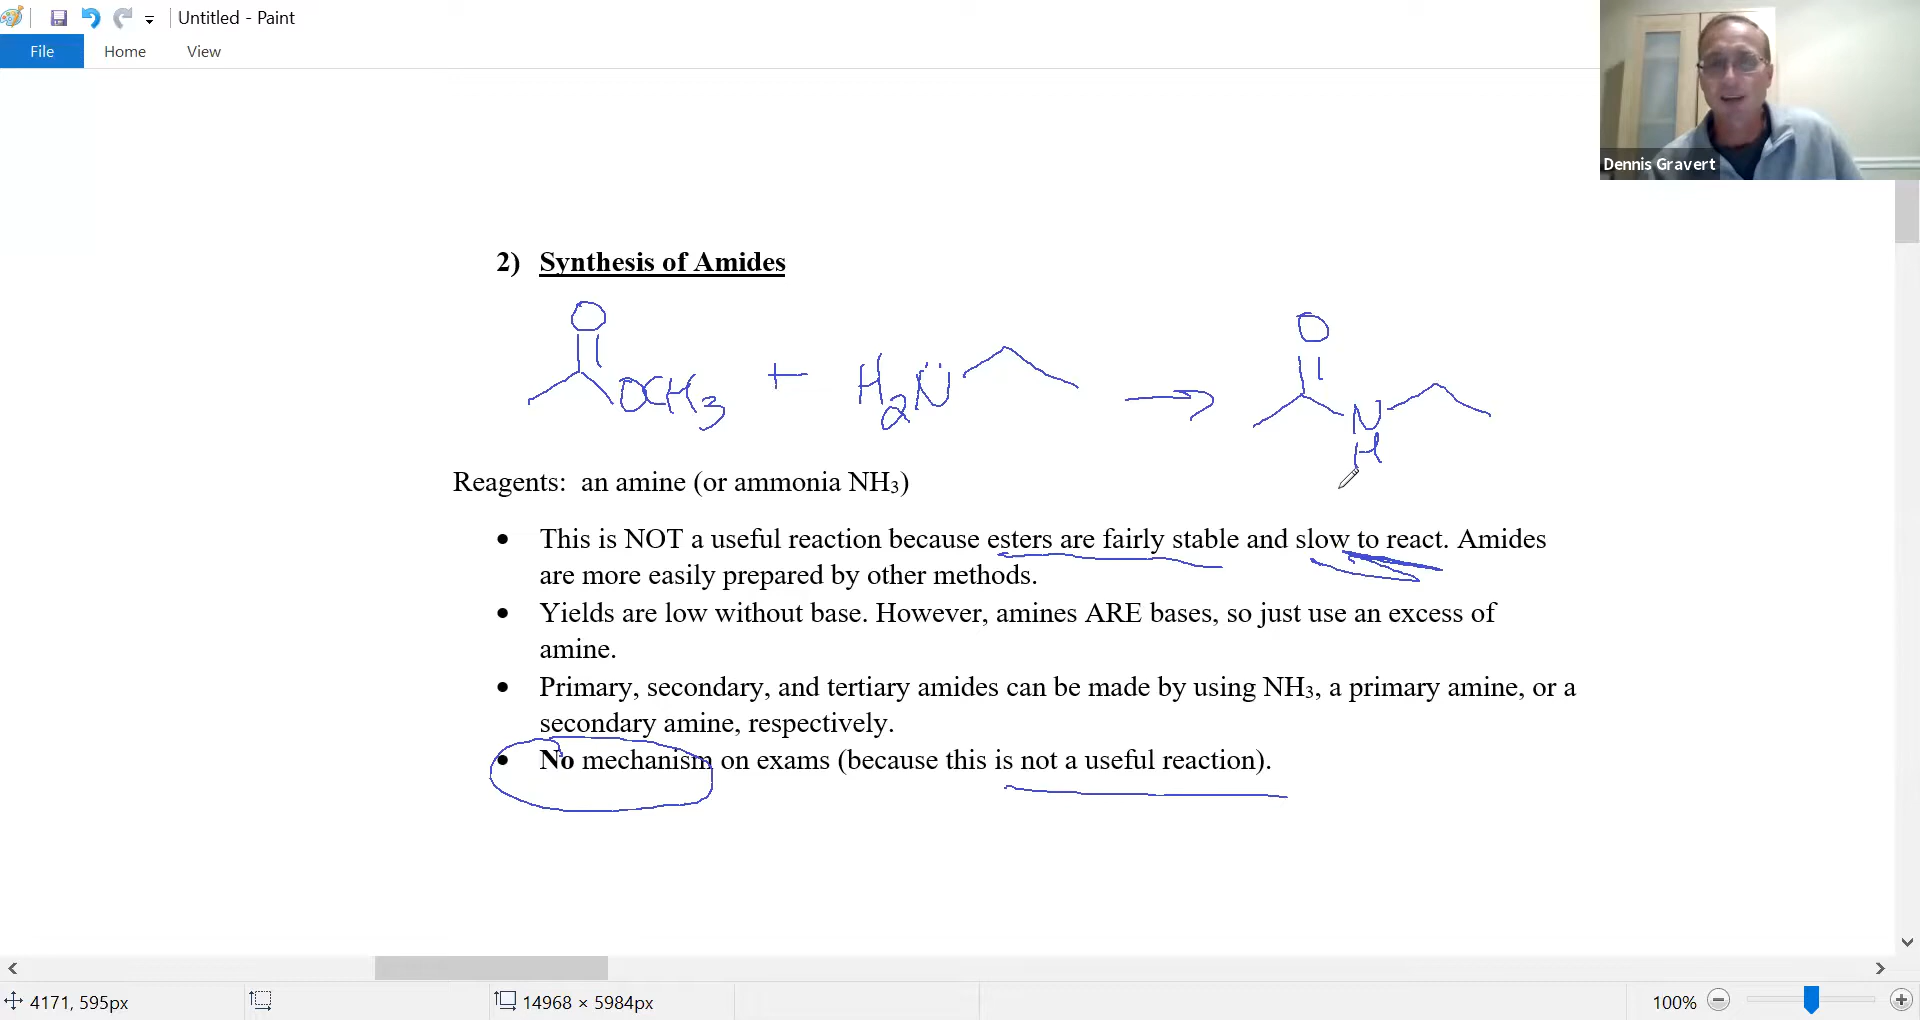 Untitled - Paint
File Home View
Dennis Gravert
2) Synthesis of Amides
O
O
OCH3 + H2N
N
H
Reagents: an amine (or ammonia NH₃)
• This is NOT a useful reaction because esters are fairly stable and slow to react. Amides
are more easily prepared by other methods.
• Yields are low without base. However, amines ARE bases, so just use an excess of
amine.
• Primary, secondary, and tertiary amides can be made by using NH₃, a primary amine, or a
secondary amine, respectively.
• No mechanism on exams (because this is not a useful reaction).
4171, 595px
14968 × 5984px
100%